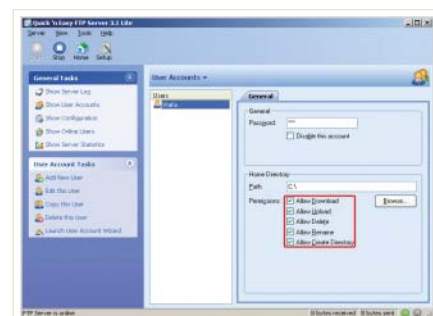 Quick 'n Easy FTP Server 3.1 Lite
Server View Tools Help
Stop Home Setup
General Tasks
Show Server Log
Show User Accounts
Show Configuration
Show Online Users
Show Server Statistics
User Account Tasks
Add New User
Edit this User
Copy this User
Delete this User
Launch User Account Wizard
User Accounts
Users
General
General
Password:
Disable this account
Home Directory
Path: C:\
Permissions:
Allow Download
Browse...
Allow Upload
Allow Delete
Allow Rename
Allow Create Directory
FTP Server is online
0 bytes received 0 bytes sent